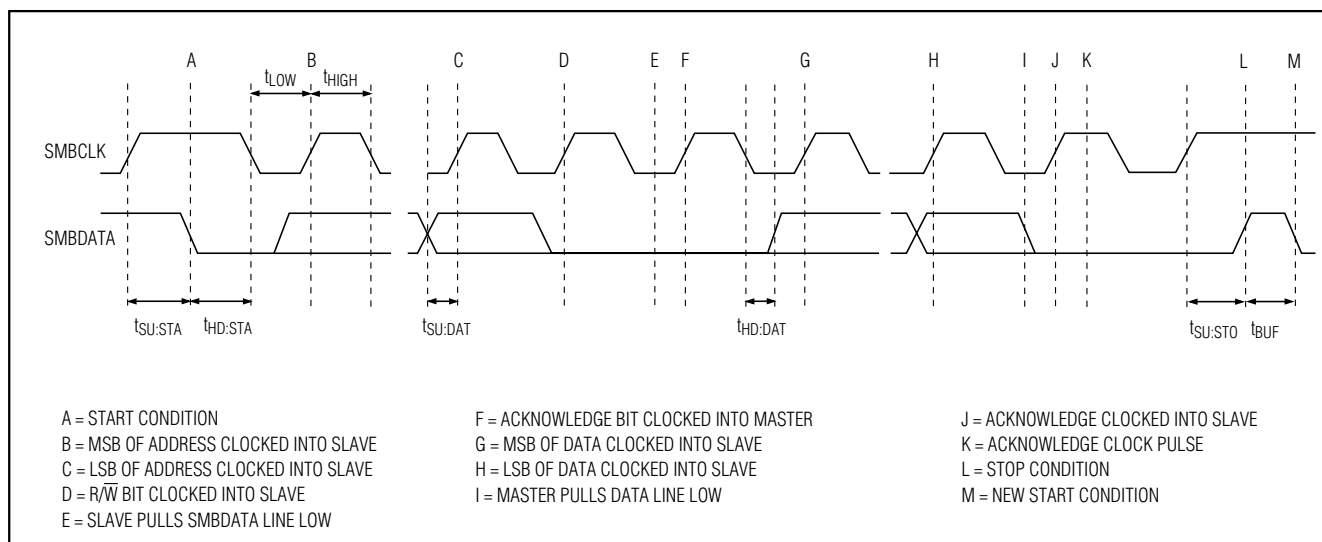 A B C D E F G H I J K L M
tLOW tHIGH
SMBCLK
SMBDATA
tSU:STA tHD:STA tSU:DAT tHD:DAT tSU:STO tBUF
A = START CONDITION
B = MSB OF ADDRESS CLOCKED INTO SLAVE
C = LSB OF ADDRESS CLOCKED INTO SLAVE
D = R/W̅ BIT CLOCKED INTO SLAVE
E = SLAVE PULLS SMBDATA LINE LOW
F = ACKNOWLEDGE BIT CLOCKED INTO MASTER
G = MSB OF DATA CLOCKED INTO SLAVE
H = LSB OF DATA CLOCKED INTO SLAVE
I = MASTER PULLS DATA LINE LOW
J = ACKNOWLEDGE CLOCKED INTO SLAVE
K = ACKNOWLEDGE CLOCK PULSE
L = STOP CONDITION
M = NEW START CONDITION